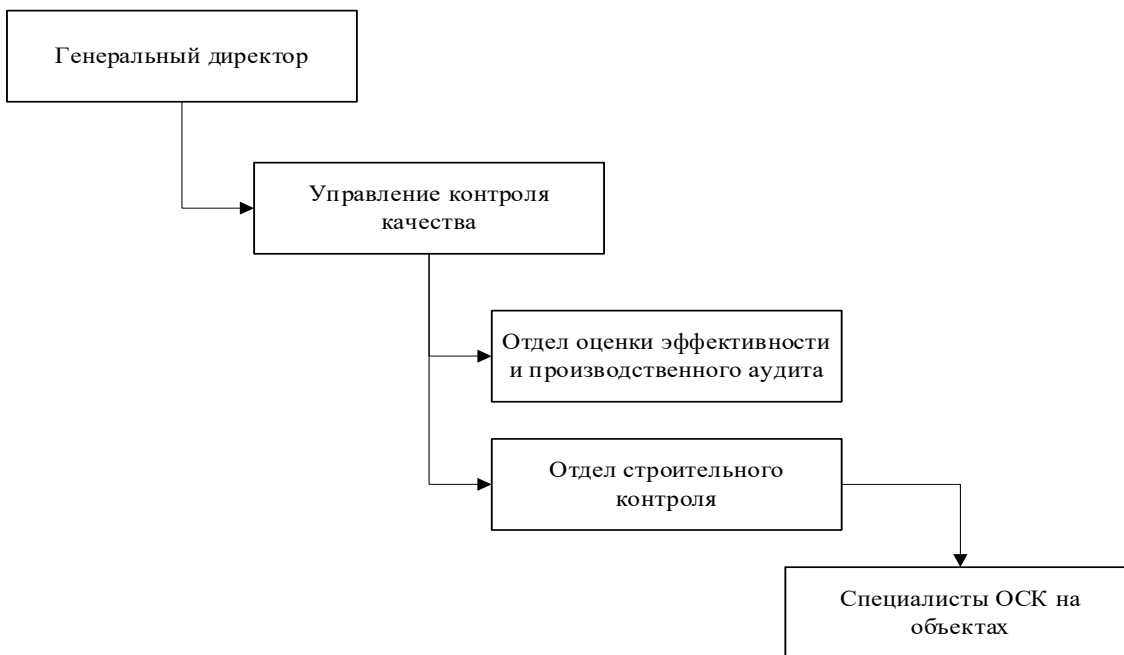 Генеральный директор
Управление контроля
качества
Отдел оценки эффективности
и производственного аудита
Отдел строительного
контроля
Специалисты ОСК на
объектах